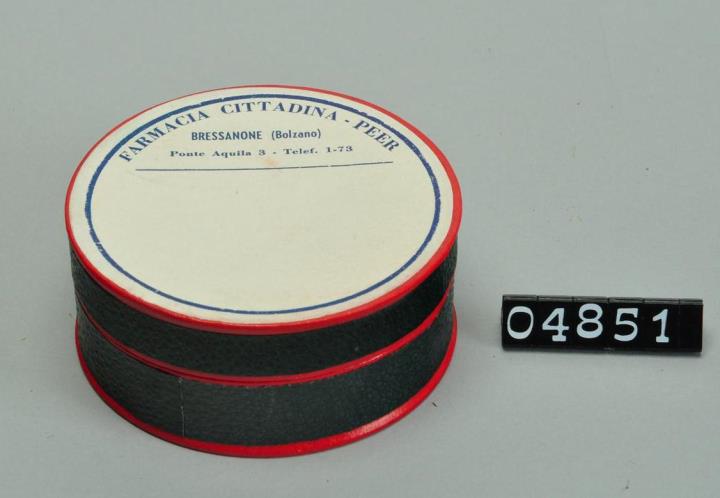 FARMACIA CITTADINA - PEER
BRESSANONE (Bolzano)
Ponte Aquila 3 - Telef. 1-73
04851